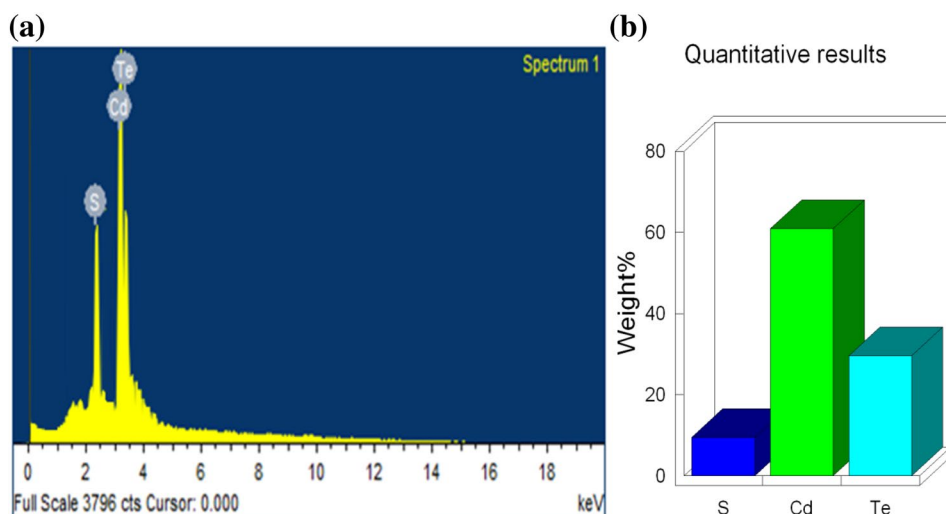 (a)
Spectrum 1
Te
Cd
S
0 2 4 6 8 10 12 14 16 18
Full Scale 3796 cts Cursor: 0.000 keV
(b)
Quantitative results
Weight%
80
60
40
20
0
S Cd Te